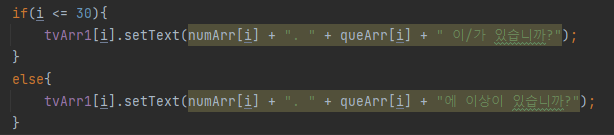 if(i <= 30){
    tvArr1[i].setText(numArr[i] + ". " + queArr[i] + " 이/가 있습니까?");
}
else{
    tvArr1[i].setText(numArr[i] + ". " + queArr[i] + "에 이상이 있습니까?");
}